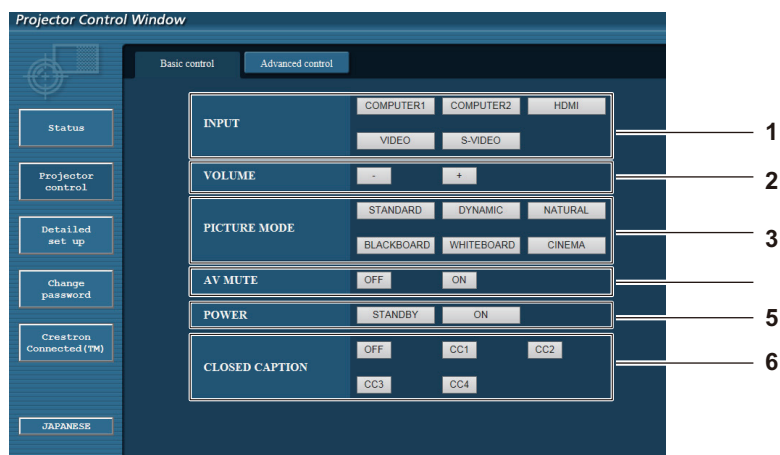 Projector Control Window
Basic control
Advanced control
Status
Projector
control
Detailed
set up
Change
password
Crestron
Connected(TM)
JAPANESE
INPUT
COMPUTER1 COMPUTER2 HDMI
VIDEO S-VIDEO
1
VOLUME - +
2
PICTURE MODE
STANDARD DYNAMIC NATURAL
BLACKBOARD WHITEBOARD CINEMA
3
AV MUTE OFF ON
POWER STANDBY ON
5
CLOSED CAPTION
OFF CC1 CC2
CC3 CC4
6